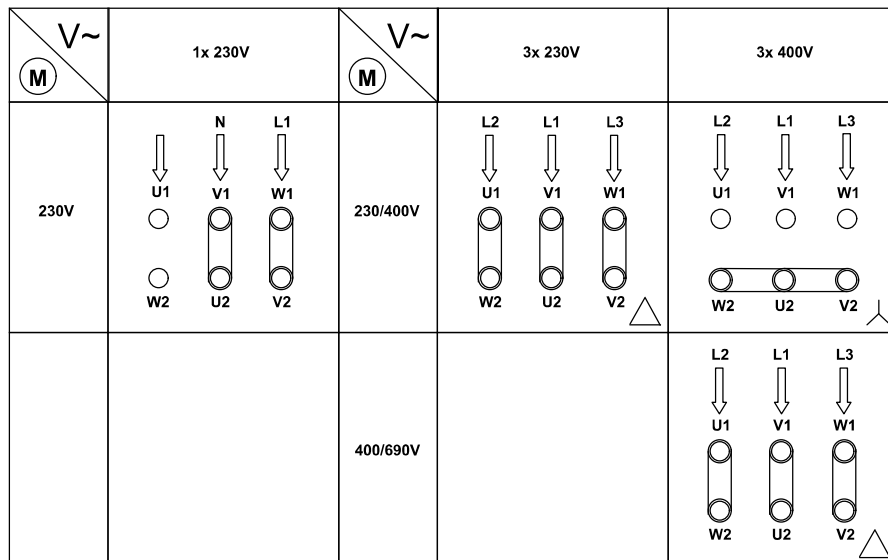 V~ 1x 230V V~ 3x 230V 3x 400V
M M
N L1 L2 L1 L3 L2 L1 L3
U1 V1 W1 U1 V1 W1 U1 V1 W1
230V 230/400V
W2 U2 V2 W2 U2 V2 W2 U2 V2
L2 L1 L3
U1 V1 W1
400/690V
W2 U2 V2